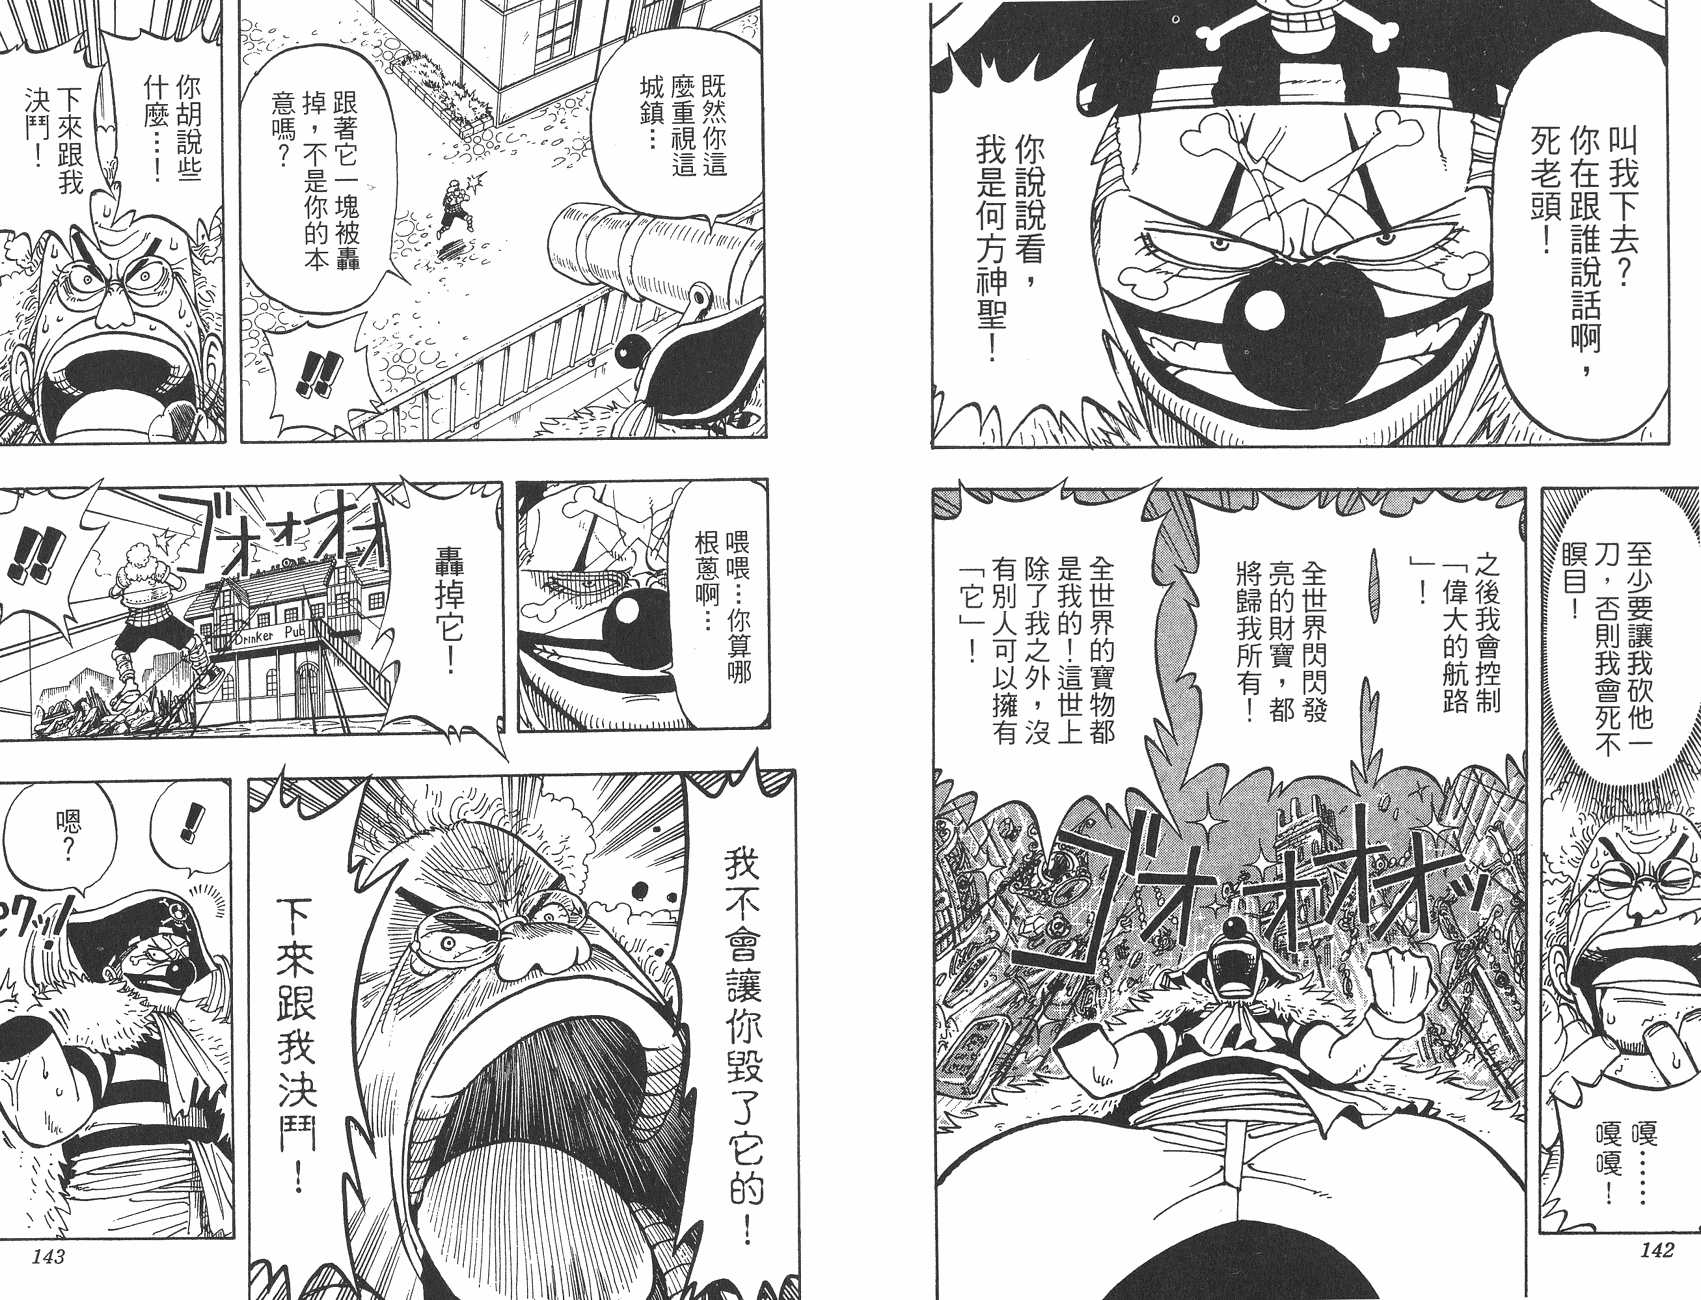 叫我下去？
你在跟誰說話啊，
死老頭！
你說說看，
我是何方神聖！
至少要讓我砍他一
刀，否則我會死不
瞑目！
嘎……
嘎嘎！
之後我會控制
「偉大的航路
」！
全世界閃閃發
亮的財寶，都
將歸我所有！
全世界的寶物都
是我的！這世上
除了我之外，沒
有別人可以擁有
「它」！
ゴオオオオッ
142
既然你這
麼重視這
城鎮…
跟著它一塊被轟
掉，不是你的本
意嗎？
!!
你胡說些
什麼…！
下來跟我
決鬥！
喂喂…你算哪
根蔥啊…
轟掉它！
ゴオオオオ
Drinker Pub
!!
我不會讓你毀了它的！
下來跟我決鬥！
！
嗯？
ピクッ!
143